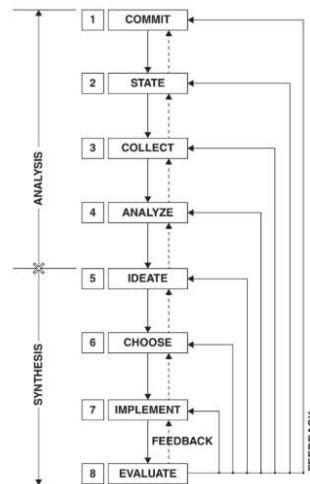 1 COMMIT
2 STATE
3 COLLECT
ANALYSIS
4 ANALYZE
5 IDEATE
6 CHOOSE
SYNTHESIS
7 IMPLEMENT
FEEDBACK
8 EVALUATE
FEEDBACK